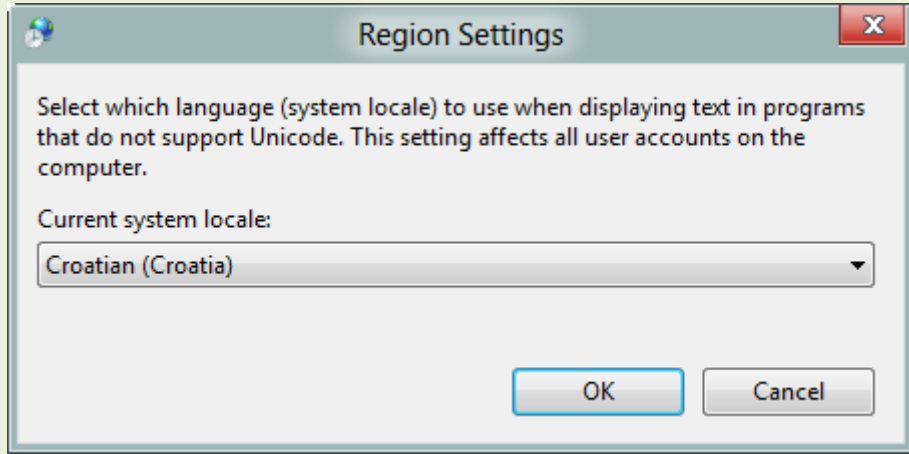 Region Settings
Select which language (system locale) to use when displaying text in programs
that do not support Unicode. This setting affects all user accounts on the
computer.
Current system locale:
Croatian (Croatia)
OK
Cancel